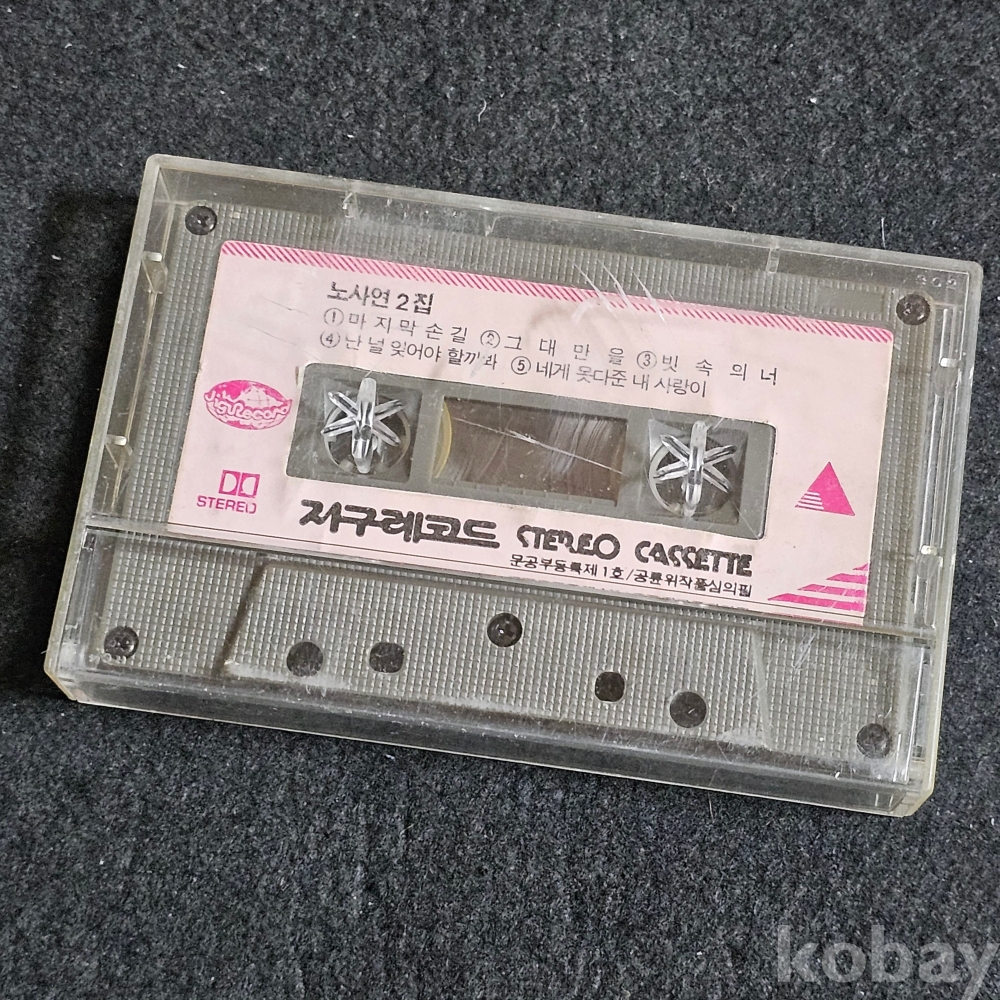 노사연 2집
① 마지막 손길 ② 그대만을 ③ 빗속의 너
④ 난 널 잊어야 할까봐 ⑤ 네게 못다준 내 사랑이
JiguRecord
STEREO
지구레코드 STEREO CASSETTE
문공부등록제1호/공륜위작품심의필
kobay